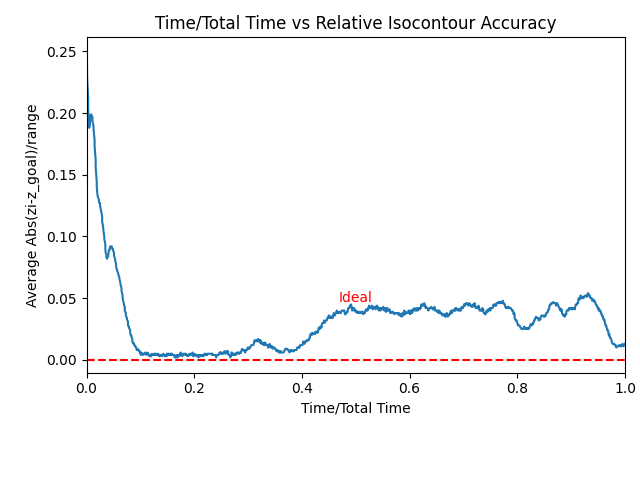 Time/Total Time vs Relative Isocontour Accuracy
Average Abs(zi-z_goal)/range
0.25
0.20
0.15
0.10
0.05
0.00
Ideal
0.0 0.2 0.4 0.6 0.8 1.0
Time/Total Time